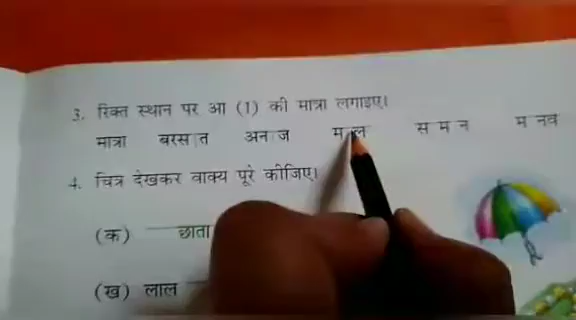 3. रिक्त स्थान पर आ (ा) की मात्रा लगाइए।
मात्रा बरसात अनाज म ल स म न म नव
4. चित्र देखकर वाक्य पूरे कीजिए।
(क) छाता
(ख) लाल